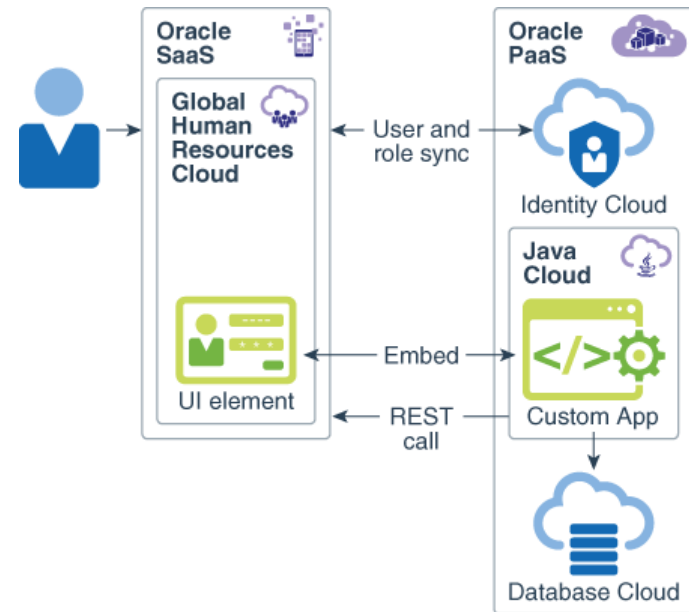 Oracle
SaaS
Global
Human
Resources
Cloud
UI element
User and
role sync
Embed
REST
call
Oracle
PaaS
Identity Cloud
Java
Cloud
</>
Custom App
Database Cloud